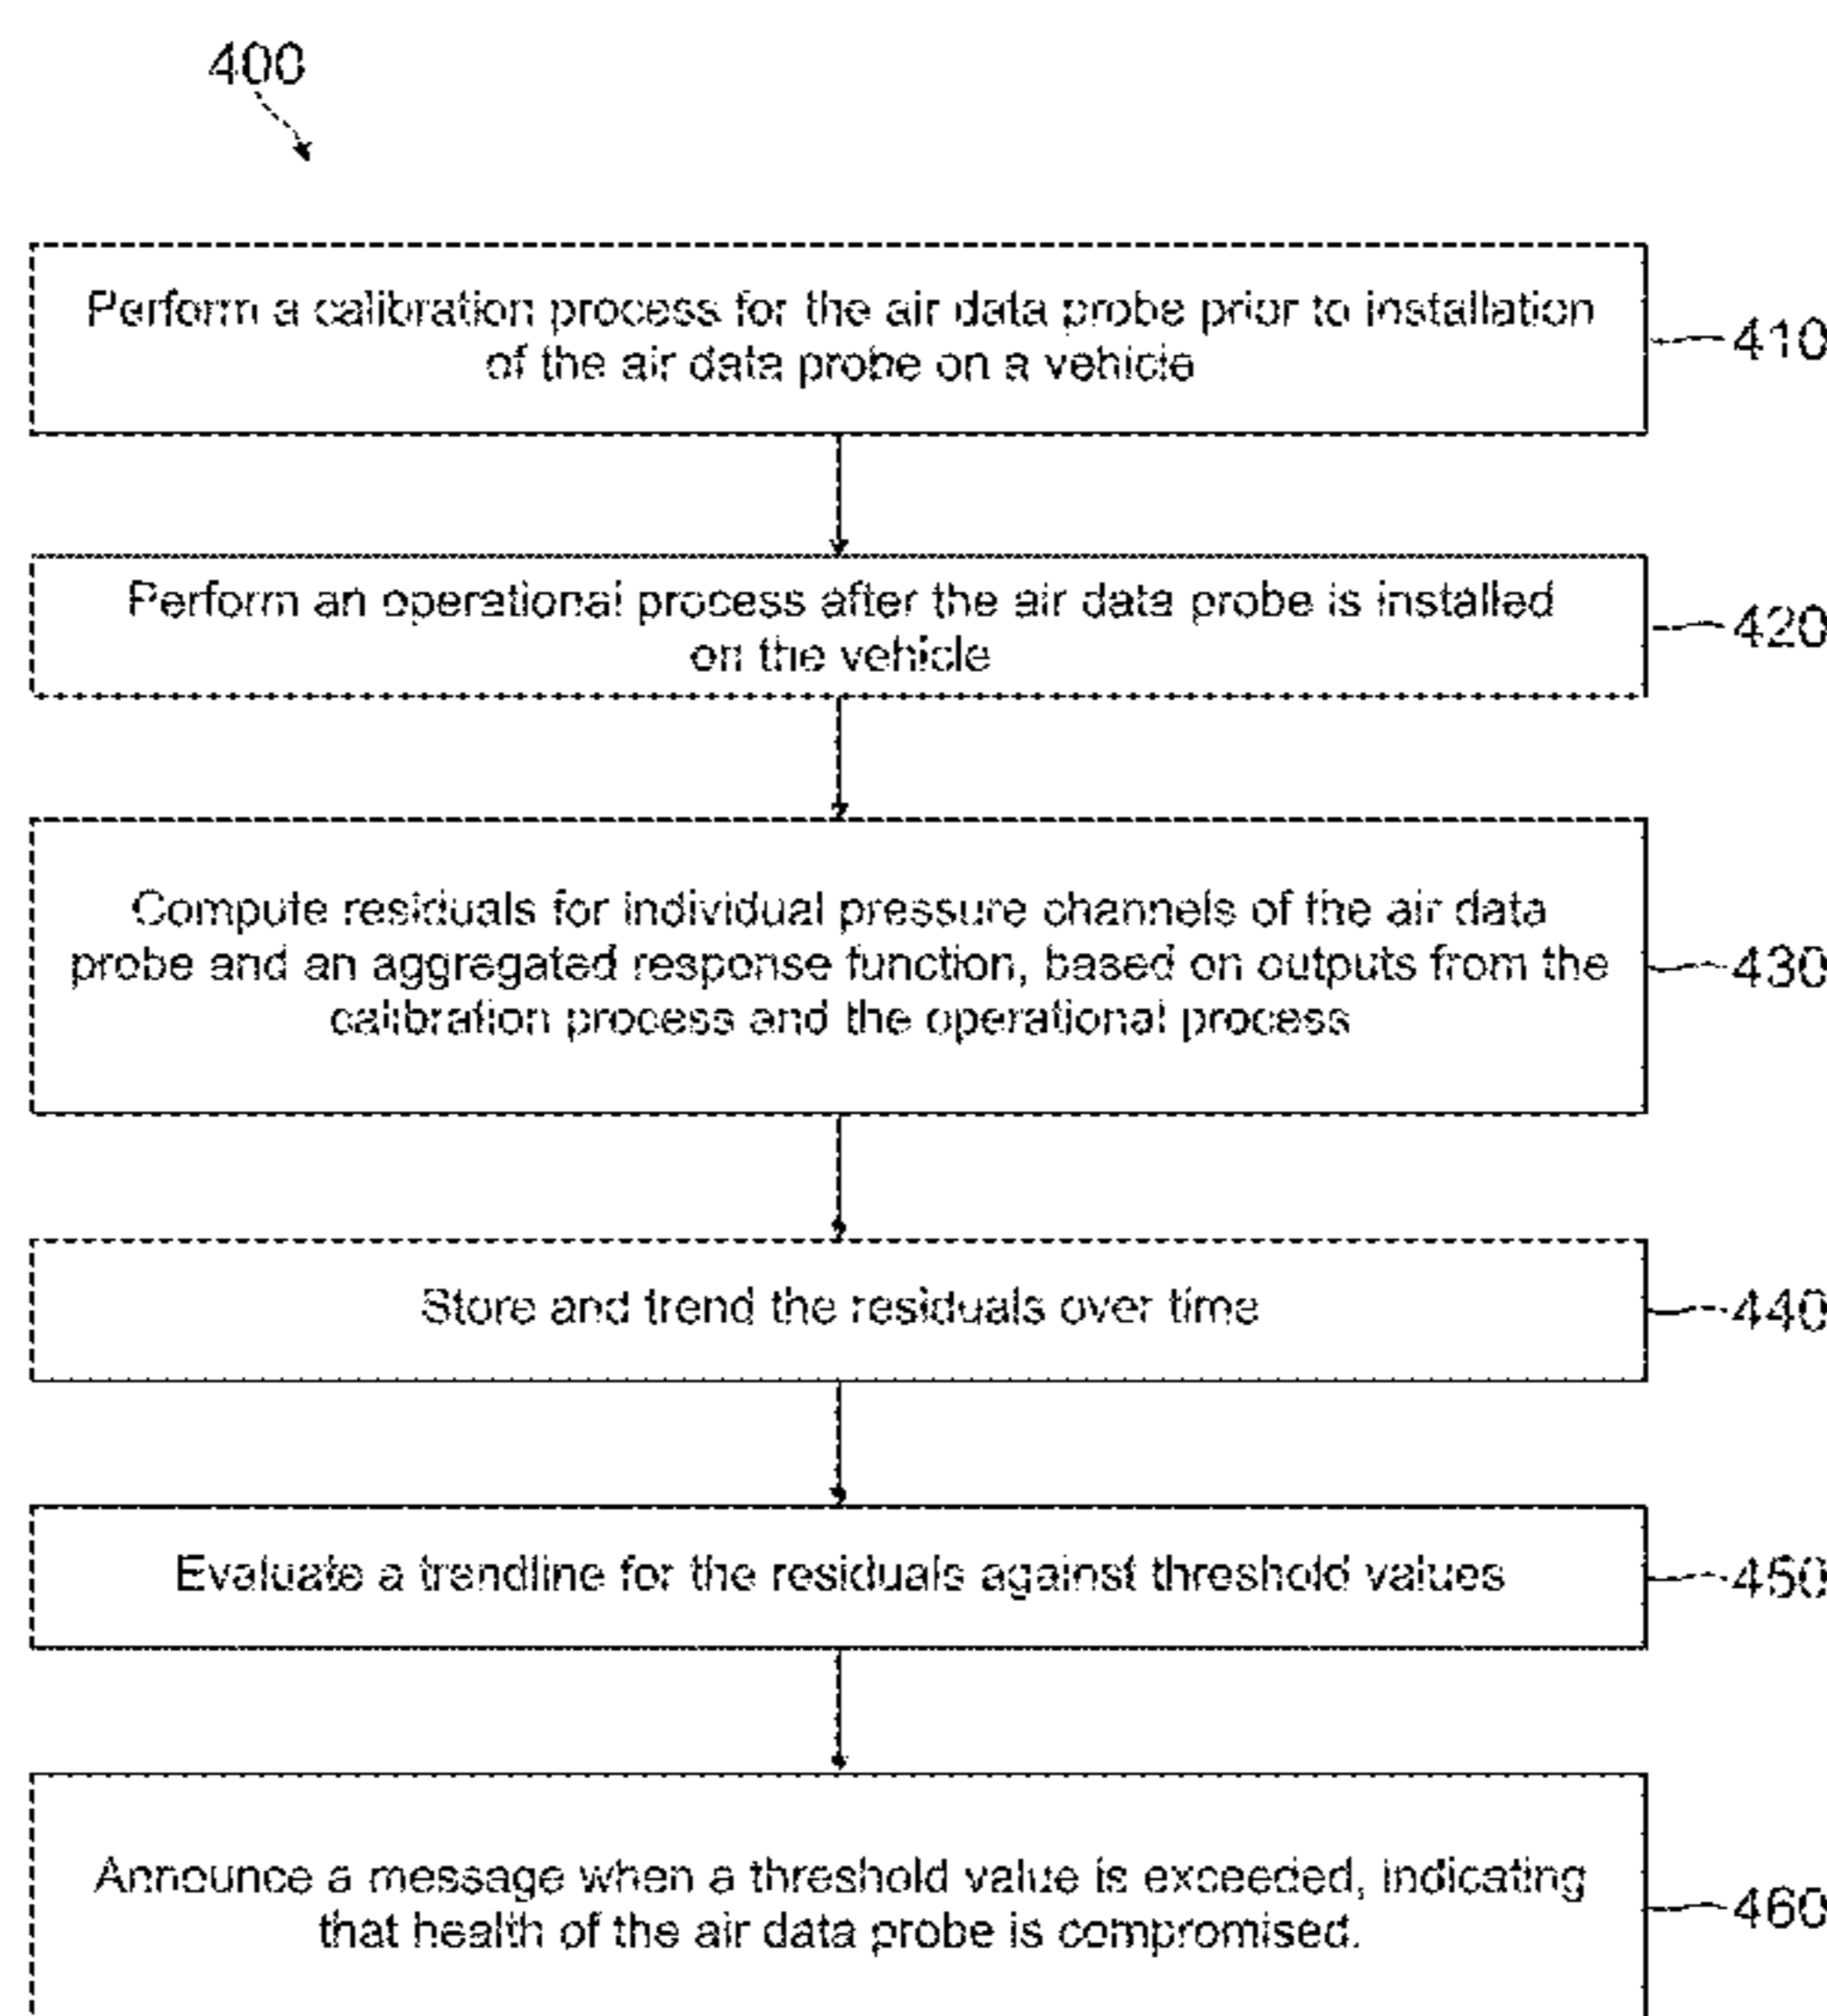 400
Perform a calibration process for the air data probe prior to installation
of the air data probe on a vehicle
410
Perform an operational process after the air data probe is installed
on the vehicle
420
Compute residuals for individual pressure channels of the air data
probe and an aggregated response function, based on outputs from the
calibration process and the operational process
430
Store and trend the residuals over time
440
Evaluate a trendline for the residuals against threshold values
450
Announce a message when a threshold value is exceeded, indicating
that health of the air data probe is compromised.
460